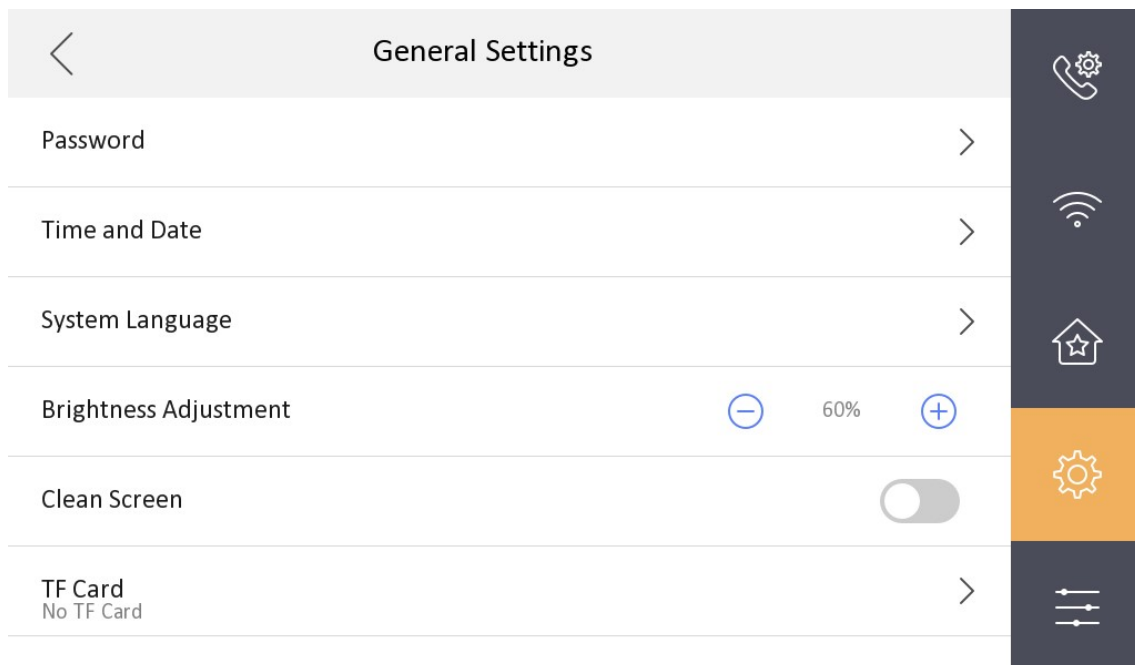 General Settings
Password
Time and Date
System Language
Brightness Adjustment
60%
Clean Screen
TF Card
No TF Card